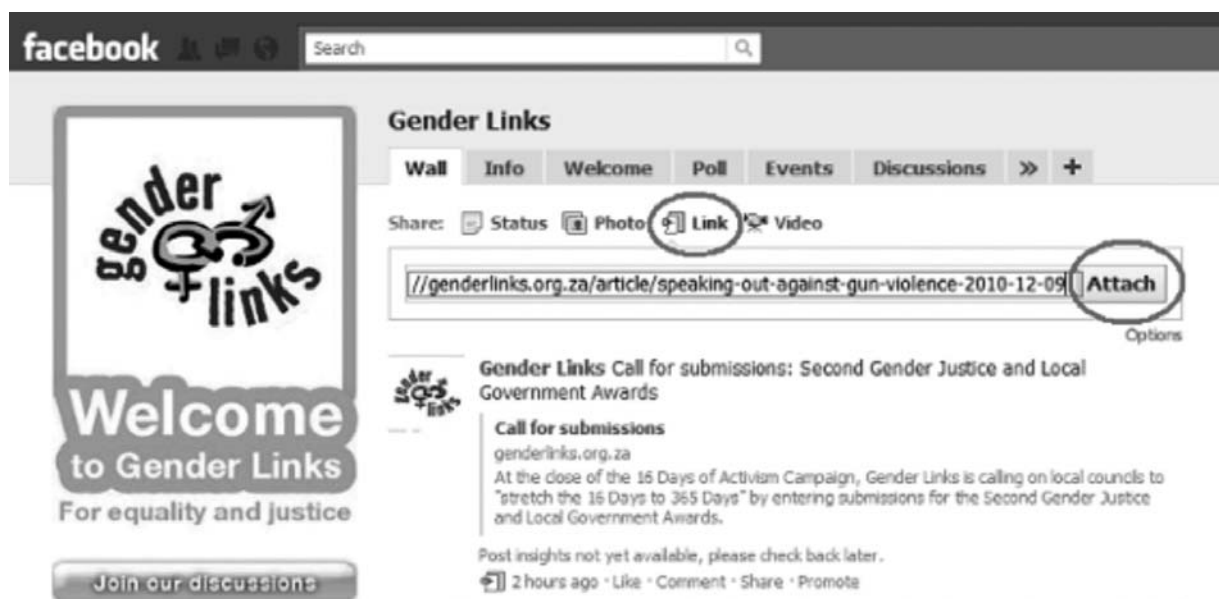 facebook Search
gender links
Welcome
to Gender Links
For equality and justice
Join our discussions
Gender Links
Wall Info Welcome Poll Events Discussions » +
Share: Status Photo Link Video
//genderlinks.org.za/article/speaking-out-against-gun-violence-2010-12-09 Attach
Options
gender links
Gender Links Call for submissions: Second Gender Justice and Local
Government Awards
Call for submissions
genderlinks.org.za
At the close of the 16 Days of Activism Campaign, Gender Links is calling on local councils to
"stretch the 16 Days to 365 Days" by entering submissions for the Second Gender Justice
and Local Government Awards.
Post insights not yet available, please check back later.
2 hours ago · Like · Comment · Share · Promote